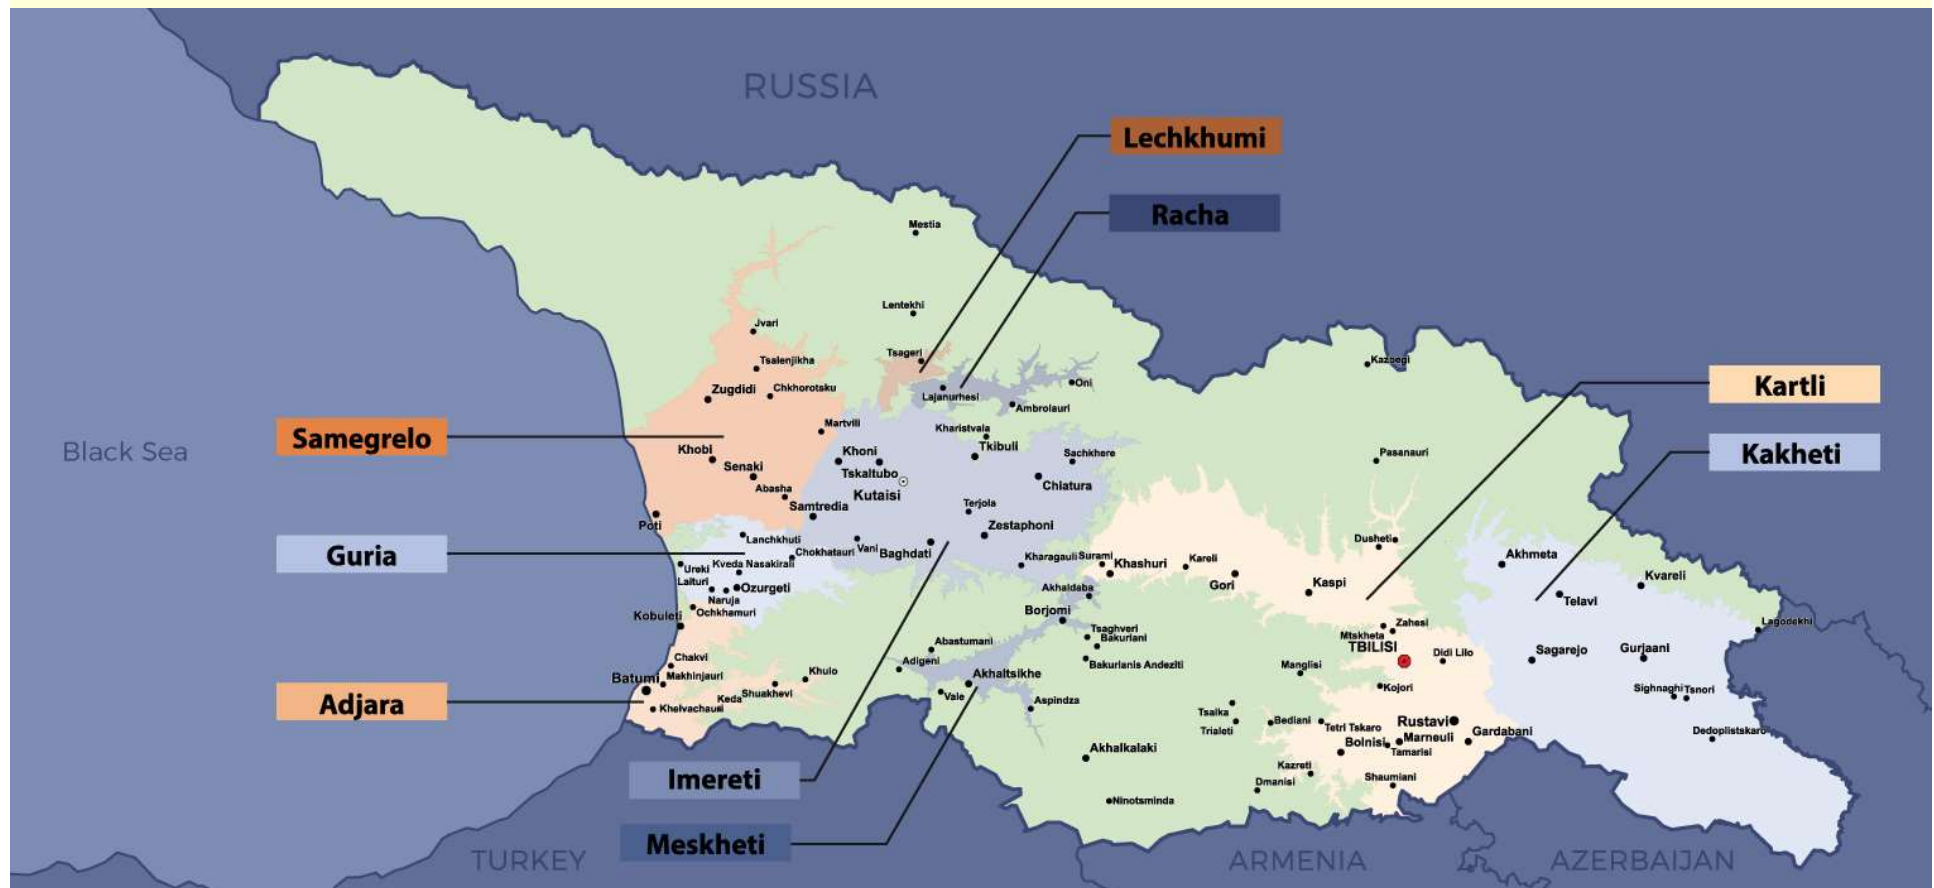 RUSSIA
Lechkhumi
Racha
Mestia
Lentekhi
Jvari
Tsageri
Tsalenjikha
Kazbegi
Oni
Kartli
Zugdidi
Chkhorotsku
Lajanurhesi
Ambrolauri
Samegrelo
Martvili
Kharistvala
Black Sea
Khobi
Khoni
Tkibuli
Sachkhere
Pasanauri
Kakheti
Senaki
Tskaltubo
Abasha
Kutaisi
Chiatura
Samtredia
Terjola
Poti
Zestaphoni
Lanchkhuti
Dusheti
Guria
Chokhatauri
Vani
Baghdati
Kharagauli
Surami
Khashuri
Kareli
Akhmeta
Ureki
Kveda Nasakirali
Laituri
Ozurgeti
Akhaldaba
Gori
Kaspi
Kvareli
Telavi
Naruja
Ochkhamuri
Kobuleti
Borjomi
Tsaghveri
Bakuriani
Mtskheta
Zahesi
Lagodekhi
Abastumani
TBILISI
Didi Lilo
Sagarejo
Gurjaani
Chakvi
Adigeni
Bakurianis Andeziti
Manglisi
Batumi
Makhinjauri
Khulo
Akhaltsikhe
Kojori
Sighnaghi
Tsnori
Adjara
Khelvachauri
Keda
Shuakhevi
Vale
Aspindza
Tsalka
Trialeti
Bediani
Tetri Tskaro
Rustavi
Marneuli
Gardabani
Dedoplistskaro
Akhalkalaki
Bolnisi
Tamarisi
Imereti
Kazreti
Dmanisi
Shaumiani
Ninotsminda
Meskheti
TURKEY
ARMENIA
AZERBAIJAN